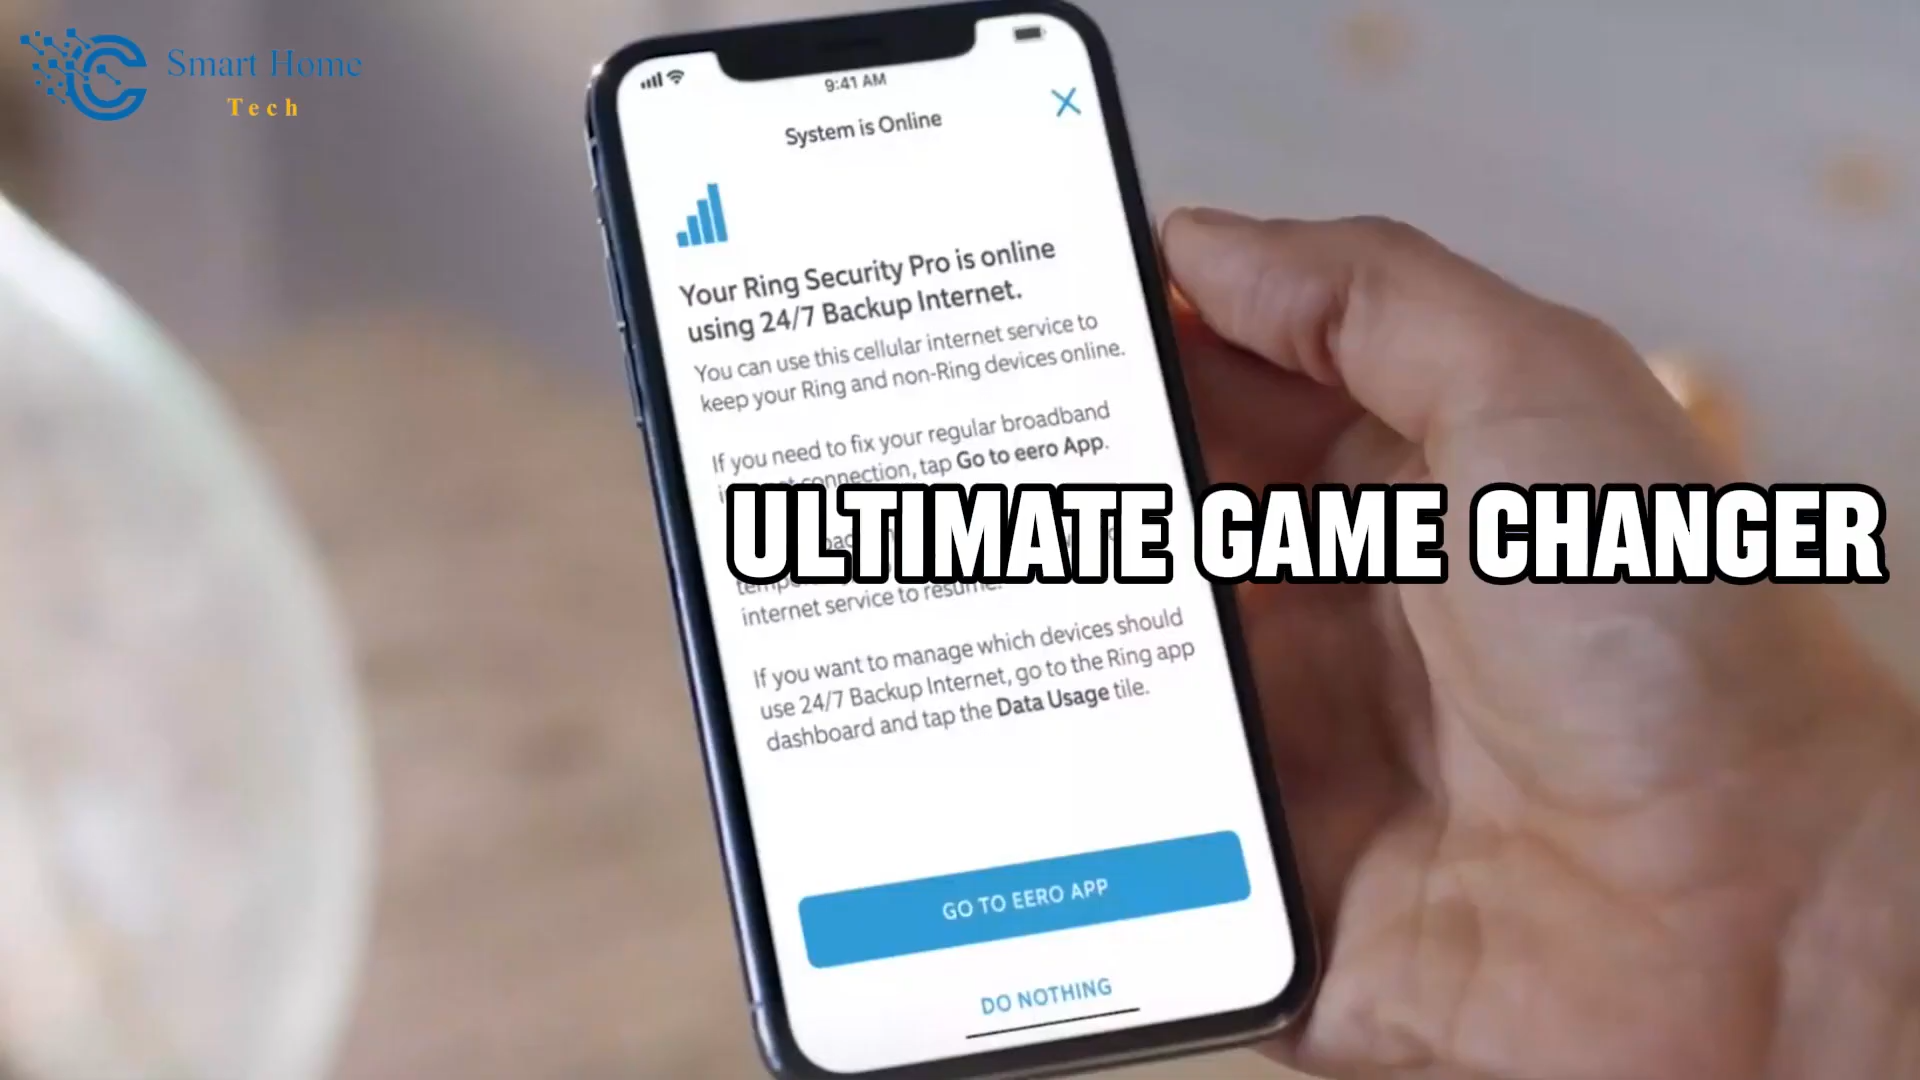 Smart Home
Tech
9:41 AM
System is Online
Your Ring Security Pro is online
using 24/7 Backup Internet.
You can use this cellular internet service to
keep your Ring and non-Ring devices online.
If you need to fix your regular broadband
connection, tap Go to eero App.
ULTIMATE GAME CHANGER
internet service to resume.
If you want to manage which devices should
use 24/7 Backup Internet, go to the Ring app
dashboard and tap the Data Usage tile.
GO TO EERO APP
DO NOTHING